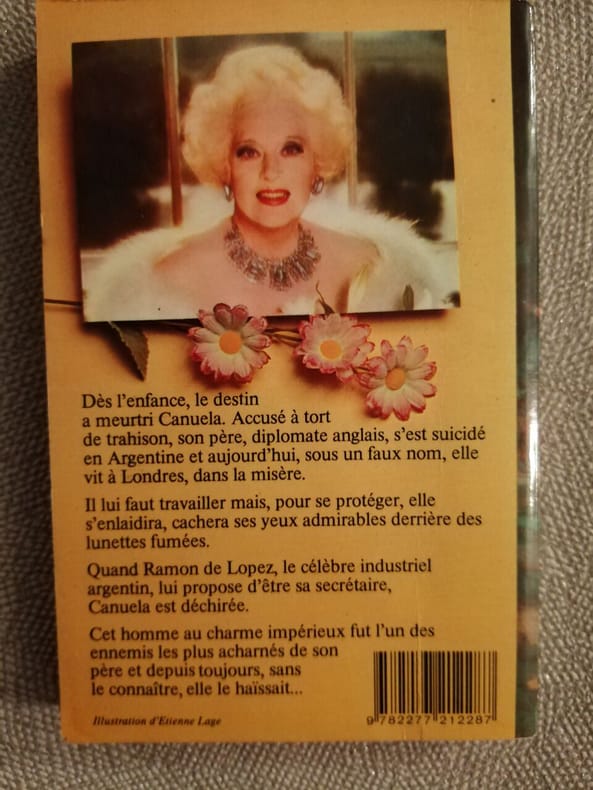 Dès l'enfance, le destin
a meurtri Canuela. Accusé à tort
de trahison, son père, diplomate anglais, s'est suicidé
en Argentine et aujourd'hui, sous un faux nom, elle
vit à Londres, dans la misère.
Il lui faut travailler mais, pour se protéger, elle
s'enlaidira, cachera ses yeux admirables derrière des
lunettes fumées.
Quand Ramon de Lopez, le célèbre industriel
argentin, lui propose d'être sa secrétaire,
Canuela est déchirée.
Cet homme au charme impérieux fut l'un des
ennemis les plus acharnés de son
père et depuis toujours, sans
le connaître, elle le haïssait...
Illustration d'Etienne Lage
9 782277 212287